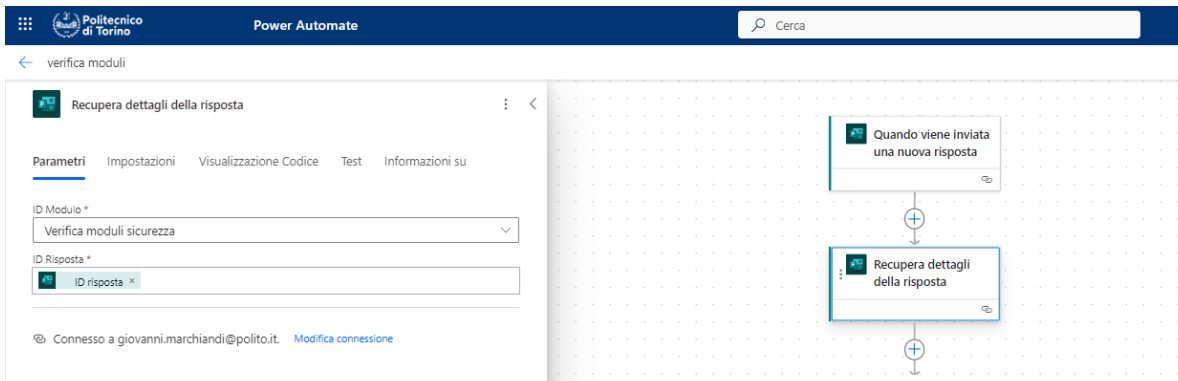 Politecnico
di Torino
Power Automate
Cerca
verifica moduli
Recupera dettagli della risposta
Parametri
Impostazioni
Visualizzazione Codice
Test
Informazioni su
ID Modulo *
Verifica moduli sicurezza
ID Risposta *
ID risposta ×
Connesso a giovanni.marchiandi@polito.it. Modifica connessione
Quando viene inviata
una nuova risposta
Recupera dettagli
della risposta